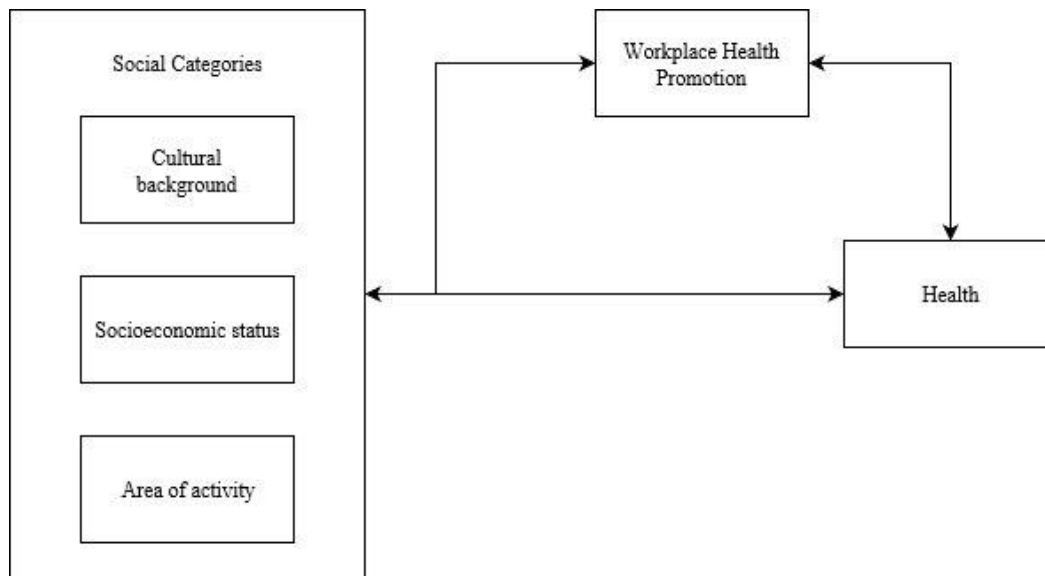 Social Categories
Cultural
background
Socioeconomic status
Area of activity
Workplace Health
Promotion
Health